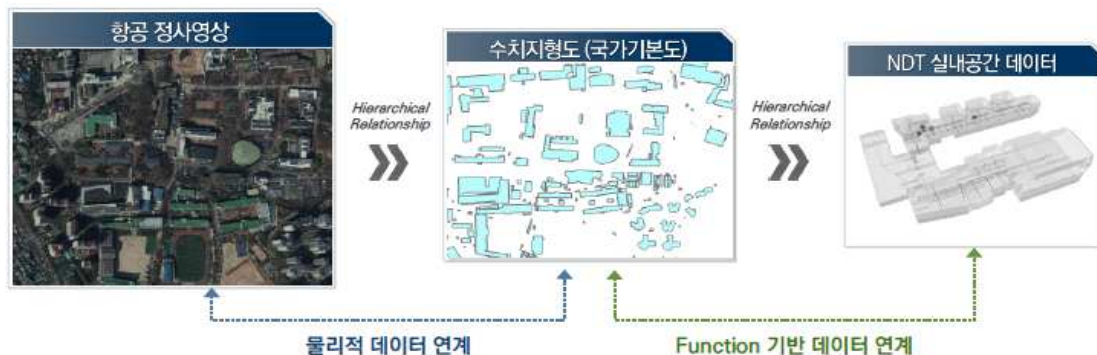 항공 정사영상
수치지형도 (국가기본도)
NDT 실내공간 데이터
Hierarchical
Relationship
Hierarchical
Relationship
물리적 데이터 연계
Function 기반 데이터 연계